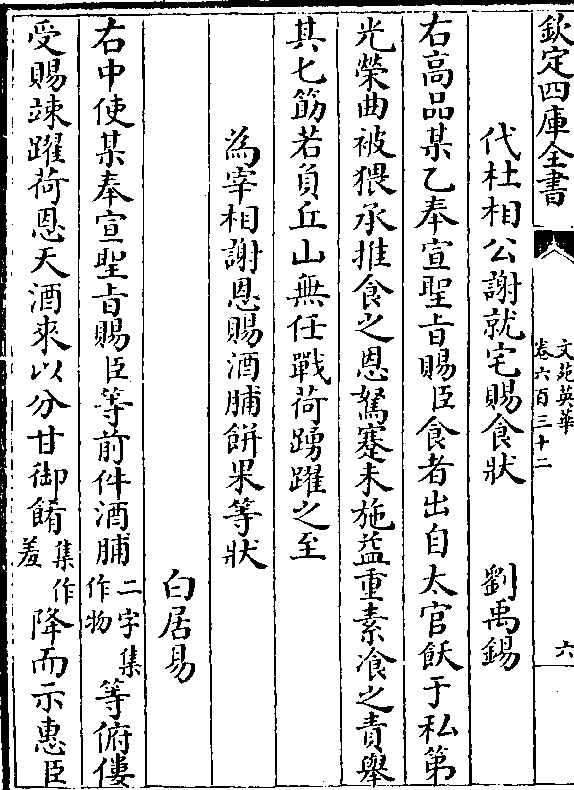 欽定四庫全書
文苑英華
卷六百三十二
六
代杜相公謝就宅賜食狀 劉禹錫
右高品某乙奉宣聖旨賜臣食者出自太官飫于私第
光榮曲被猥承推食之恩駑蹇未施益重素飡之責舉
其七筯若負丘山無任戰荷踴躍之至
為宰相謝恩賜酒脯餅果等狀
白居易
右中使某奉宣聖旨賜臣等前件酒脯二字集作物等俯僂
受賜竦躍荷恩天酒來以分甘御餚集作羞降而示惠臣